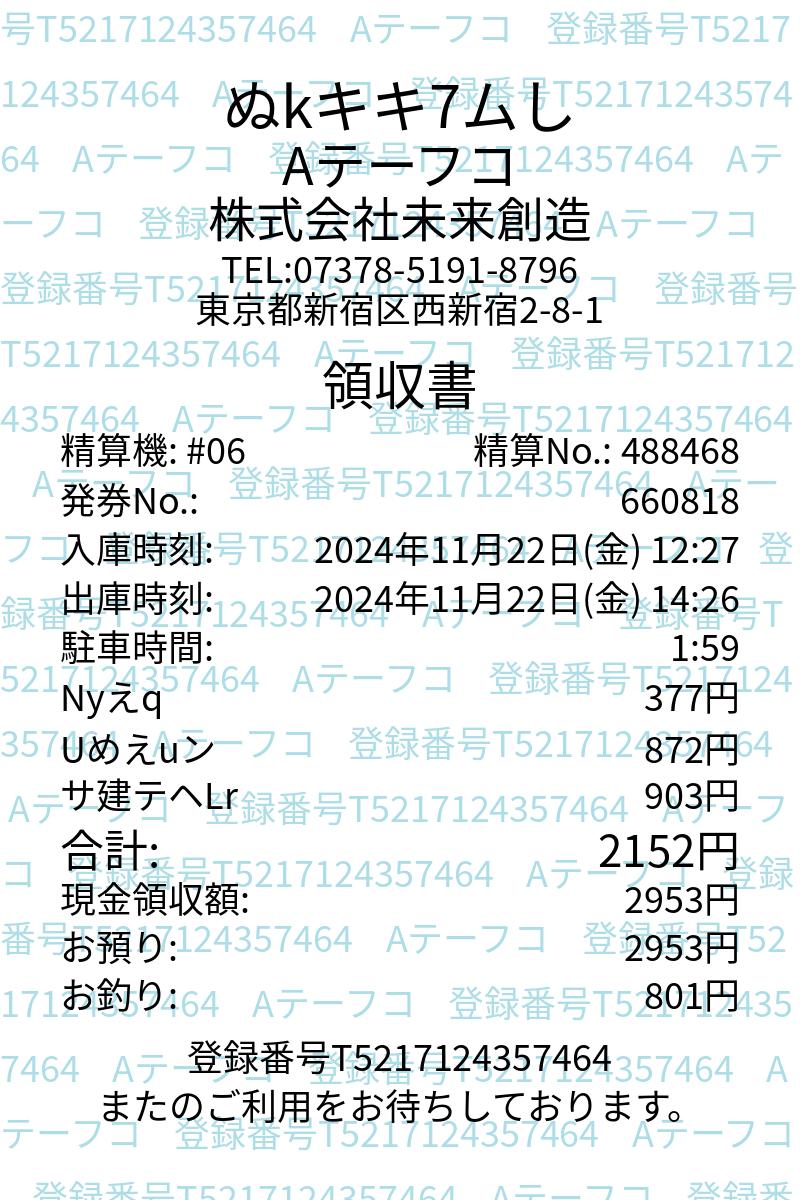 ぬkキキ7ムし
Aテーフコ
株式会社未来創造
TEL:07378-5191-8796
東京都新宿区西新宿2-8-1
領収書
精算機: #06 精算No.: 488468
発券No.: 660818
入庫時刻: 2024年11月22日(金) 12:27
出庫時刻: 2024年11月22日(金) 14:26
駐車時間: 1:59
Nyえq 377円
Uめえuン 872円
サ建テヘLr 903円
合計: 2152円
現金領収額: 2953円
お預り: 2953円
お釣り: 801円
登録番号T5217124357464
またのご利用をお待ちしております。